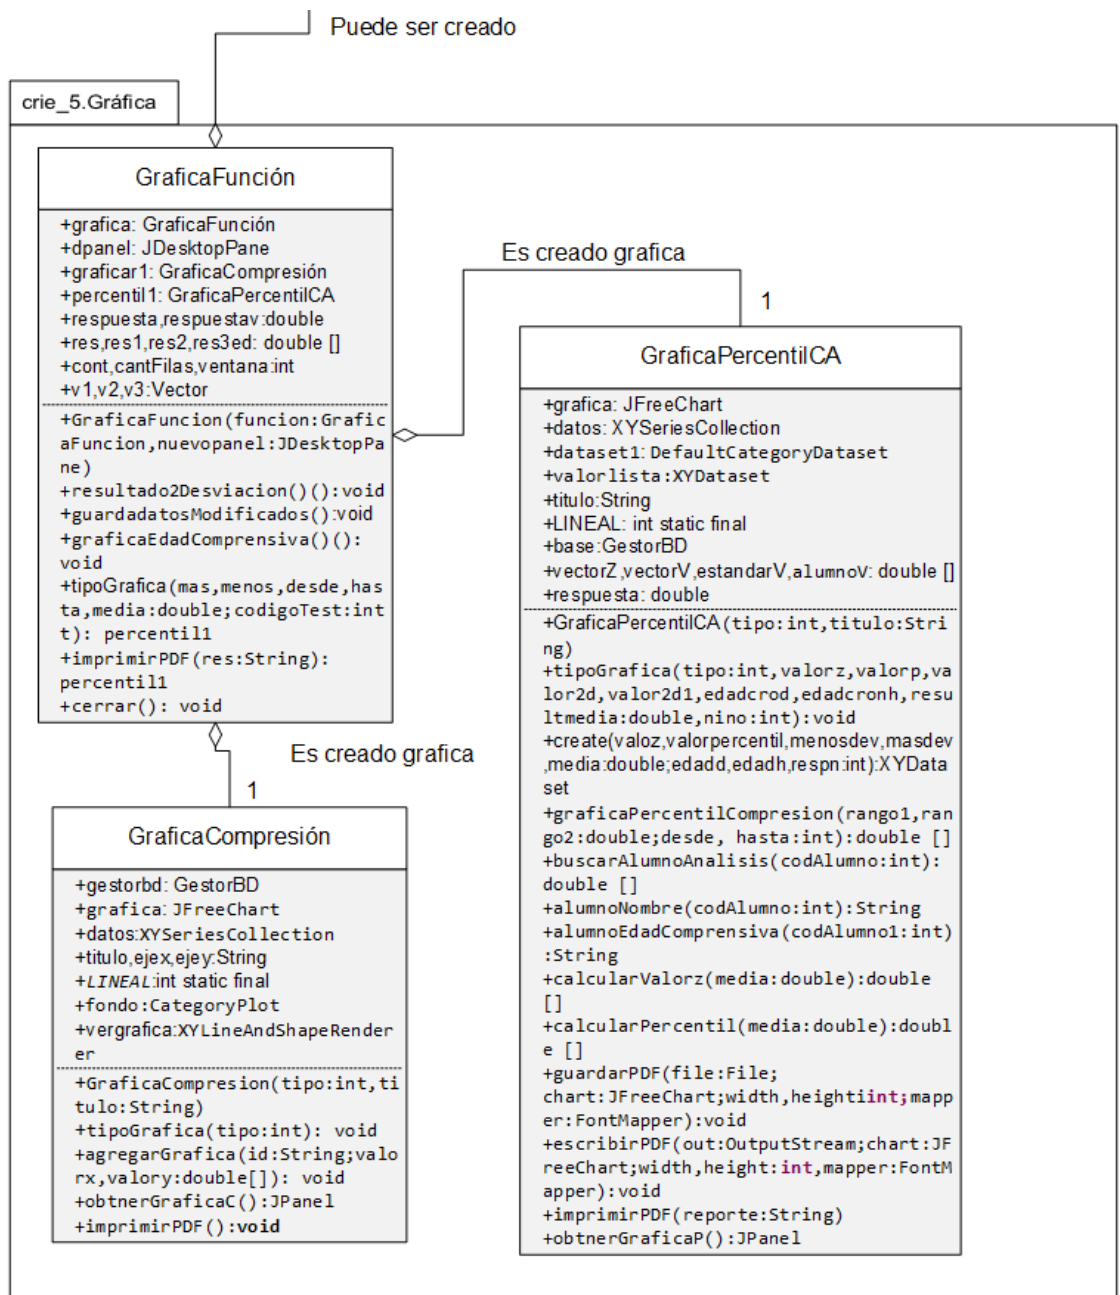 Puede ser creado
crie_5.Gráfica
GraficaFunción
+grafica: GraficaFunción
+dpanel: JDesktopPane
+graficar1: GraficaCompresión
+percentil1: GraficaPercentilCA
+respuesta,respuestav:double
+res,res1,res2,res3ed: double []
+cont,cantFilas,ventana:int
+v1,v2,v3:Vector
+GraficaFuncion(funcion:Grafic
aFuncion,nuevopanel:JDesktopPa
ne)
+resultado2Desviacion()():void
+guardadatosModificados():void
+graficaEdadComprensiva()():
void
+tipoGrafica(mas,menos,desde,has
ta,media:double;codigoTest:int
t): percentil1
+imprimirPDF(res:String):
percentil1
+cerrar(): void
Es creado grafica
1
GraficaPercentilCA
+grafica: JFreeChart
+datos: XYSeriesCollection
+dataset1: DefaultCategoryDataset
+valorlista:XYDataset
+titulo:String
+LINEAL: int static final
+base:GestorBD
+vectorZ,vectorV,estandarV,alumnoV: double []
+respuesta: double
+GraficaPercentilCA(tipo:int,titulo:Stri
ng)
+tipoGrafica(tipo:int,valorz,valorp,va
lor2d,valor2d1,edadcrod,edadcronh,resu
ltmedia:double,nino:int):void
+create(valoz,valorpercentil,menosdev,masdev
,media:double;edadd,edadh,respn:int):XYData
set
+graficaPercentilCompresion(rango1,ran
go2:double;desde, hasta:int):double []
+buscarAlumnoAnalisis(codAlumno:int):
double []
+alumnoNombre(codAlumno:int):String
+alumnoEdadComprensiva(codAlumno1:int)
:String
+calcularValorz(media:double):double
[]
+calcularPercentil(media:double):doubl
e []
+guardarPDF(file:File;
chart:JFreeChart;width,heightiint;mapp
er:FontMapper):void
+escribirPDF(out:OutputStream;chart:JF
reeChart;width,height:int,mapper:FontM
apper):void
+imprimirPDF(reporte:String)
+obtnerGraficaP():JPanel
Es creado grafica
1
GraficaCompresión
+gestorbd: GestorBD
+grafica: JFreeChart
+datos:XYSeriesCollection
+titulo,ejex,ejey:String
+LINEAL:int static final
+fondo:CategoryPlot
+vergrafica:XYLineAndShapeRender
er
+GraficaCompresion(tipo:int,ti
tulo:String)
+tipoGrafica(tipo:int): void
+agregarGrafica(id:String;valo
rx,valory:double[]): void
+obtnerGraficaC():JPanel
+imprimirPDF():void